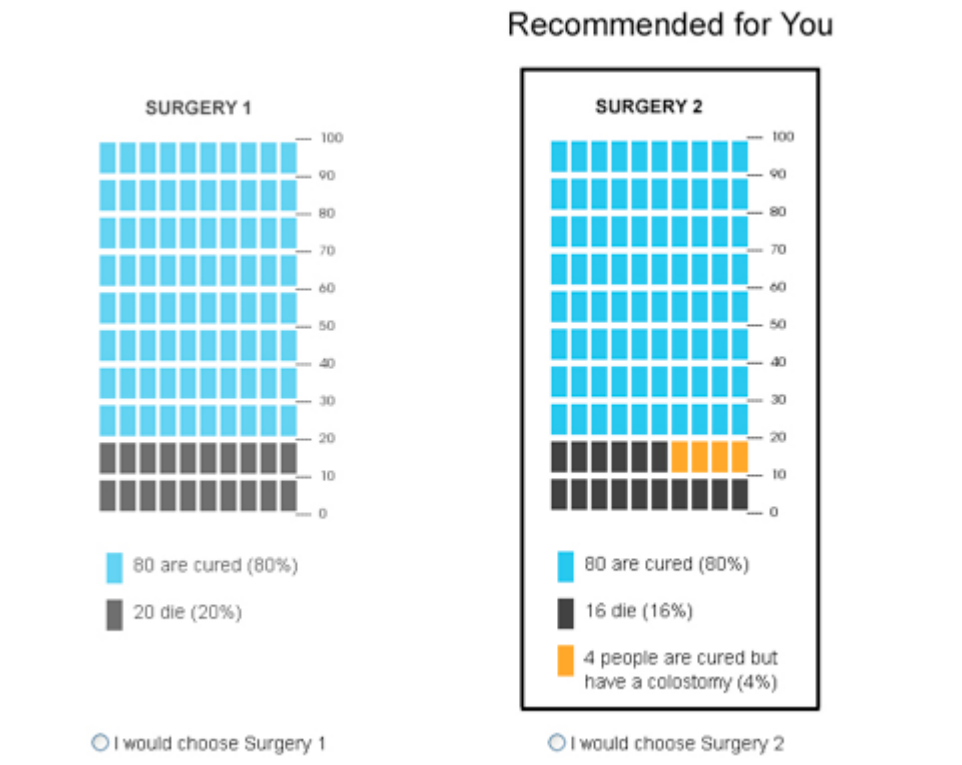 Recommended for You
SURGERY 1
100
90
80
70
60
50
40
30
20
10
0
80 are cured (80%)
20 die (20%)
I would choose Surgery 1
SURGERY 2
100
90
80
70
60
50
40
30
20
10
0
80 are cured (80%)
16 die (16%)
4 people are cured but
have a colostomy (4%)
I would choose Surgery 2